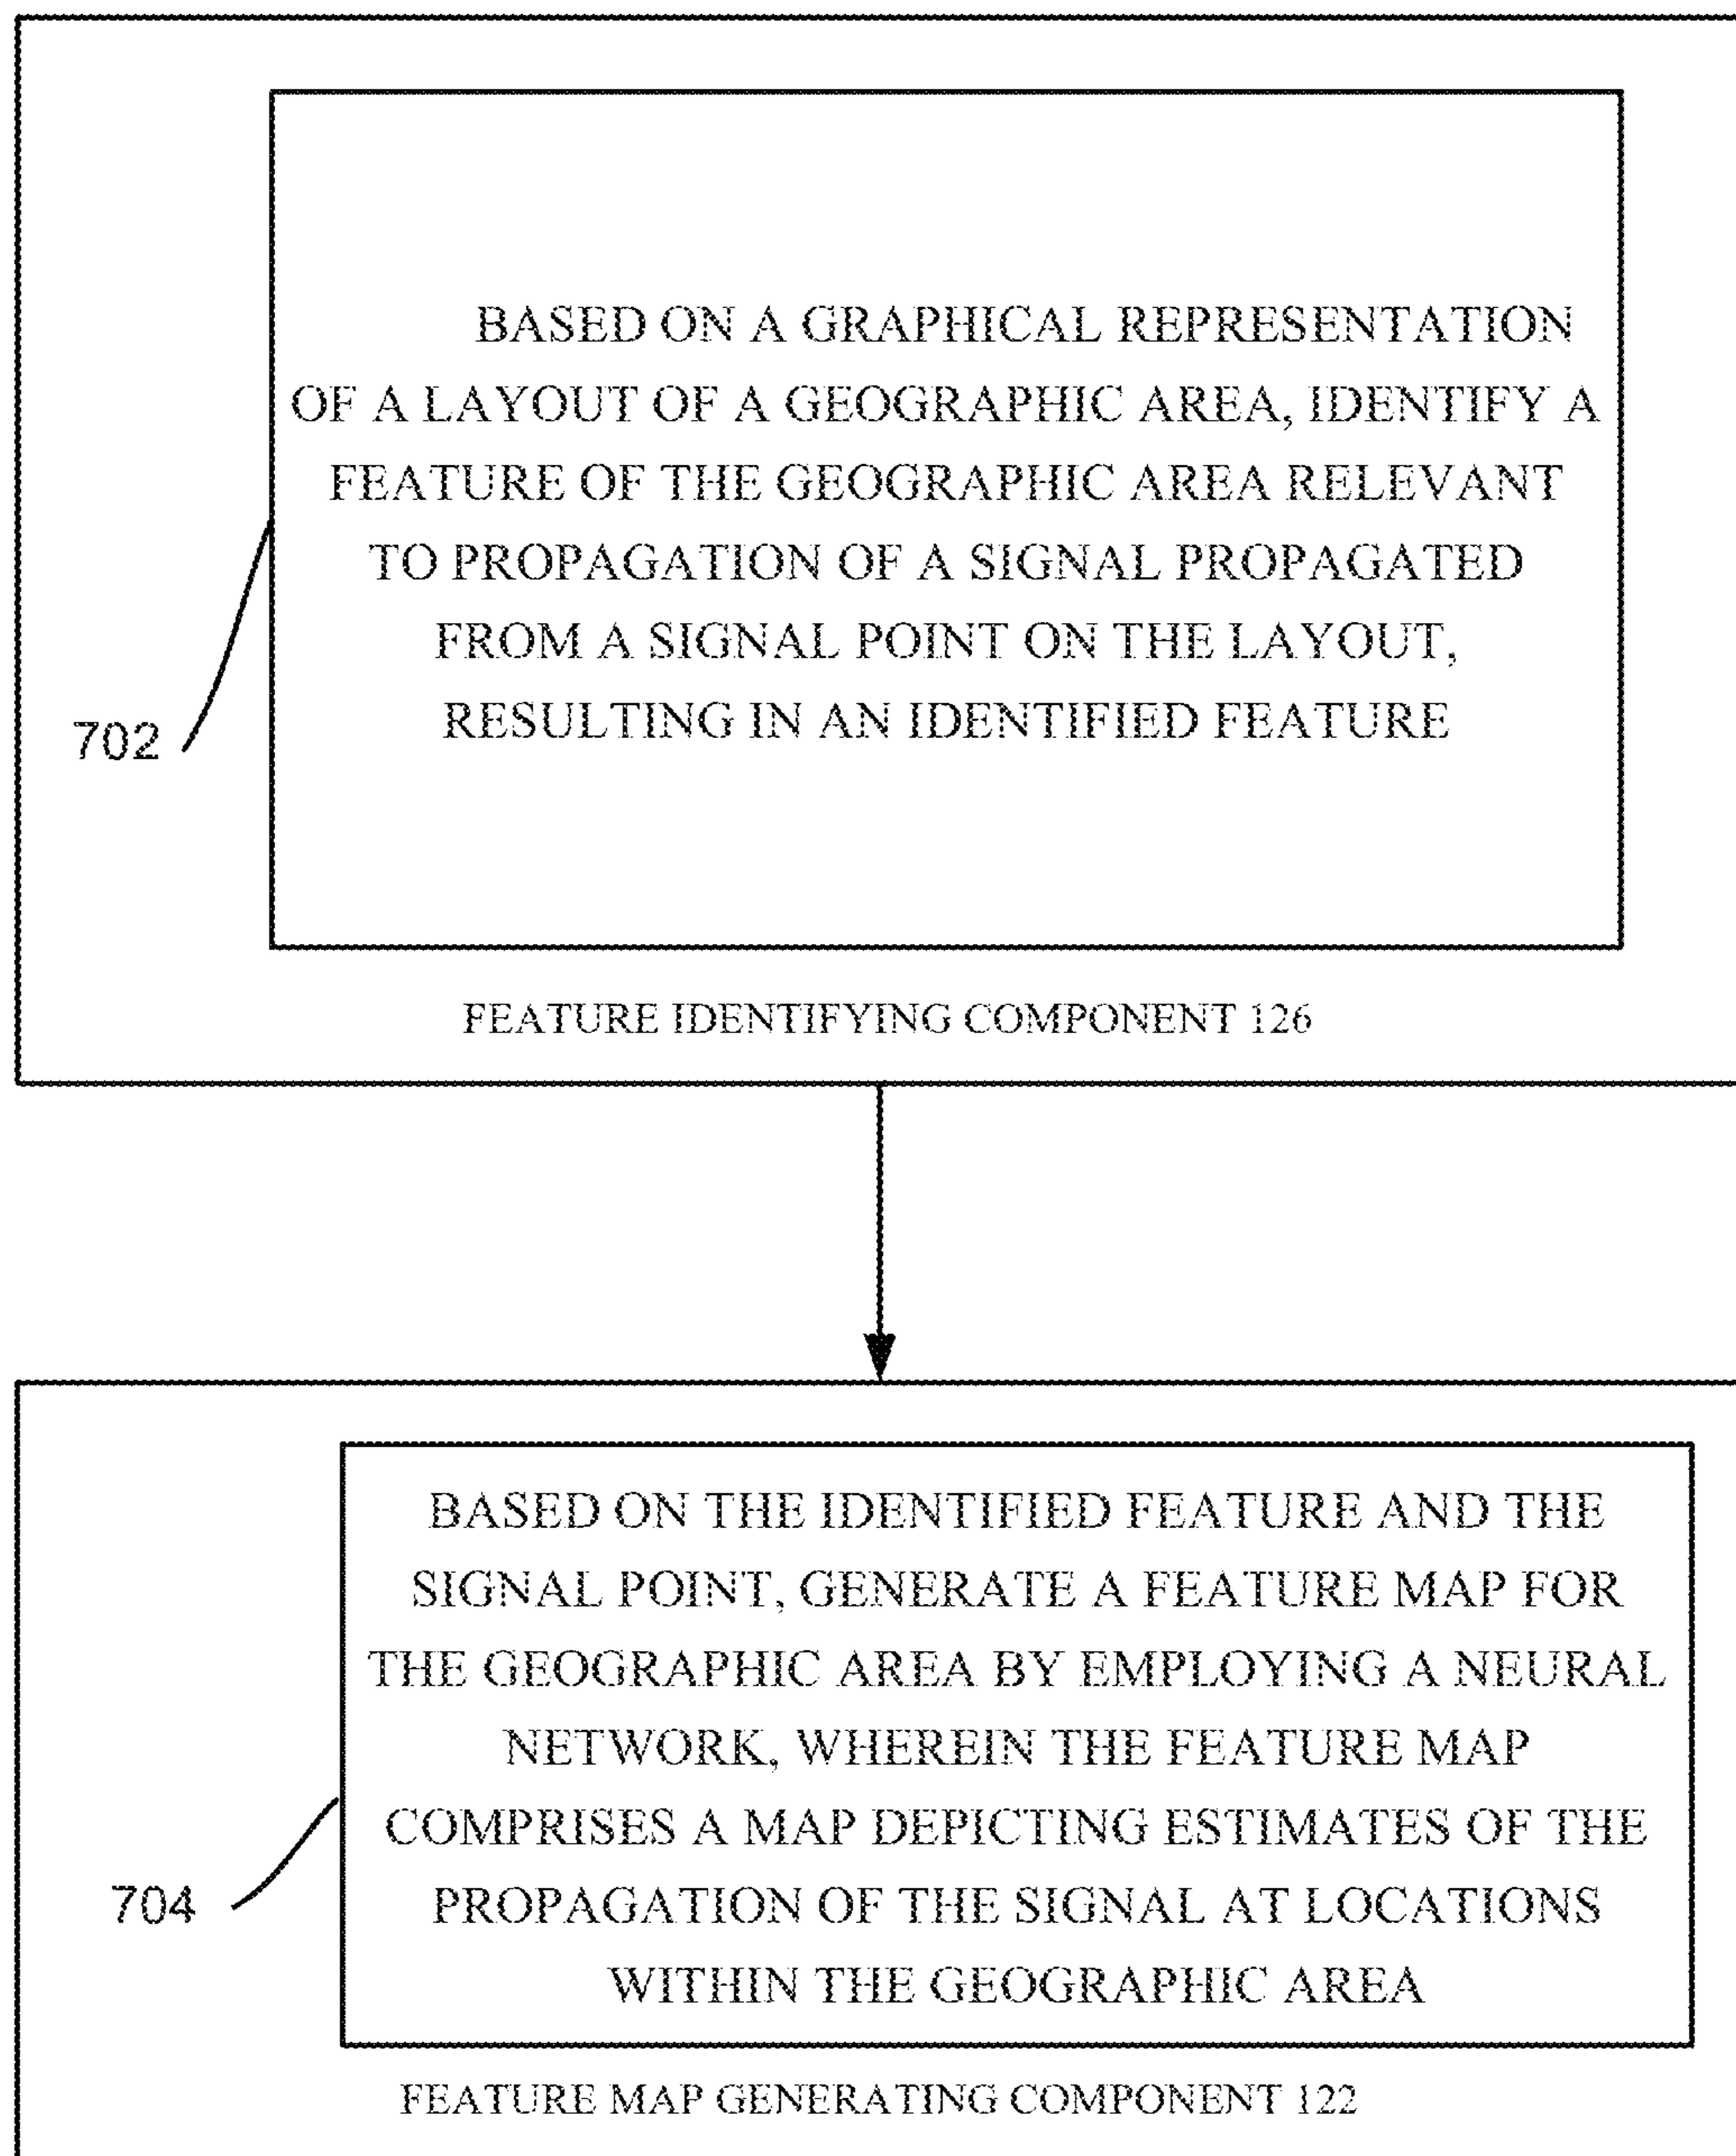 BASED ON A GRAPHICAL REPRESENTATION
OF A LAYOUT OF A GEOGRAPHIC AREA, IDENTIFY A
FEATURE OF THE GEOGRAPHIC AREA RELEVANT
TO PROPAGATION OF A SIGNAL PROPAGATED
FROM A SIGNAL POINT ON THE LAYOUT,
RESULTING IN AN IDENTIFIED FEATURE
702
FEATURE IDENTIFYING COMPONENT 126
BASED ON THE IDENTIFIED FEATURE AND THE
SIGNAL POINT, GENERATE A FEATURE MAP FOR
THE GEOGRAPHIC AREA BY EMPLOYING A NEURAL
NETWORK, WHEREIN THE FEATURE MAP
COMPRISES A MAP DEPICTING ESTIMATES OF THE
PROPAGATION OF THE SIGNAL AT LOCATIONS
WITHIN THE GEOGRAPHIC AREA
704
FEATURE MAP GENERATING COMPONENT 122